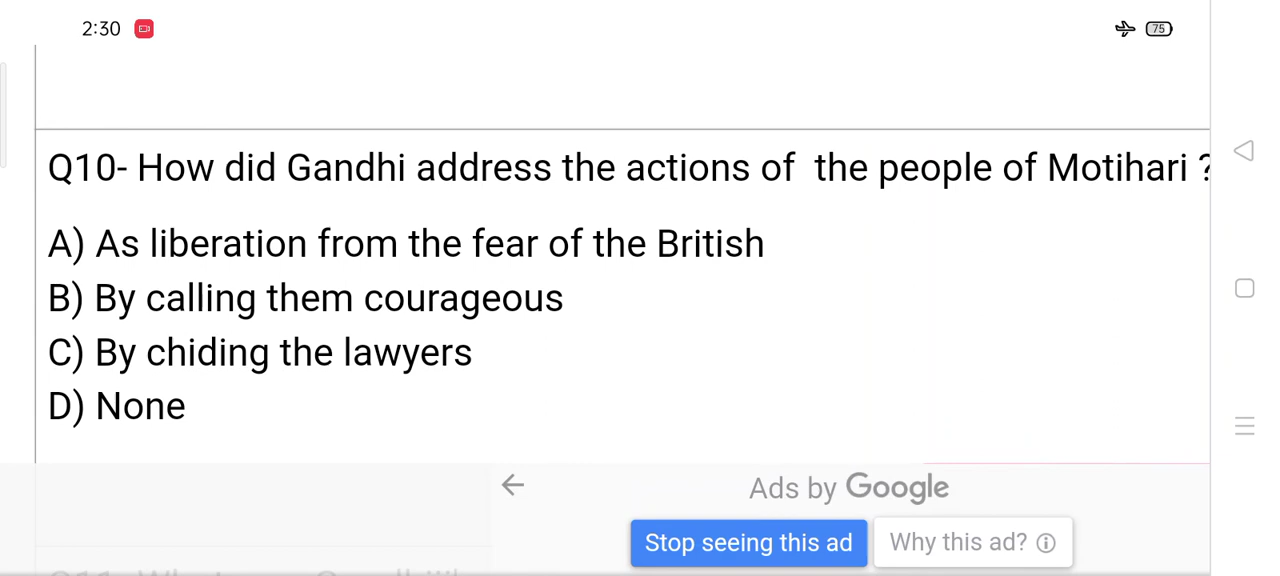 2:30
75
Q10- How did Gandhi address the actions of the people of Motihari ?
A) As liberation from the fear of the British
B) By calling them courageous
C) By chiding the lawyers
D) None
Ads by Google
Stop seeing this ad
Why this ad?